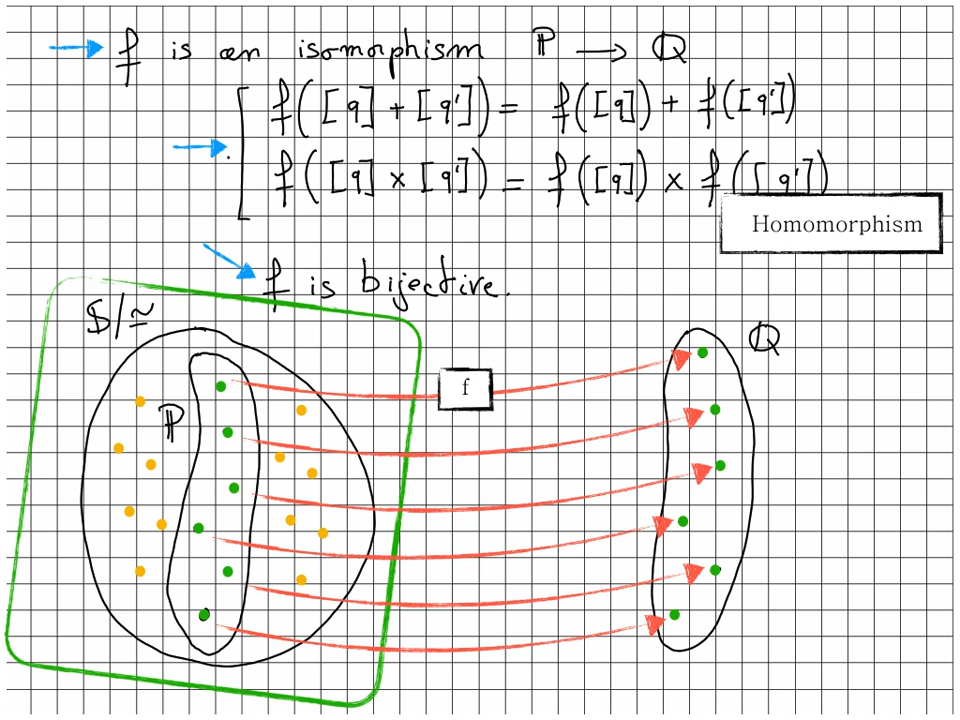 f is an isomorphism ℙ → ℚ
f([q] + [q']) = f([q]) + f([q'])
f([q] × [q']) = f([q]) × f([q'])
Homomorphism
f is bijective.
𝕊/≃
ℚ
f
ℙ